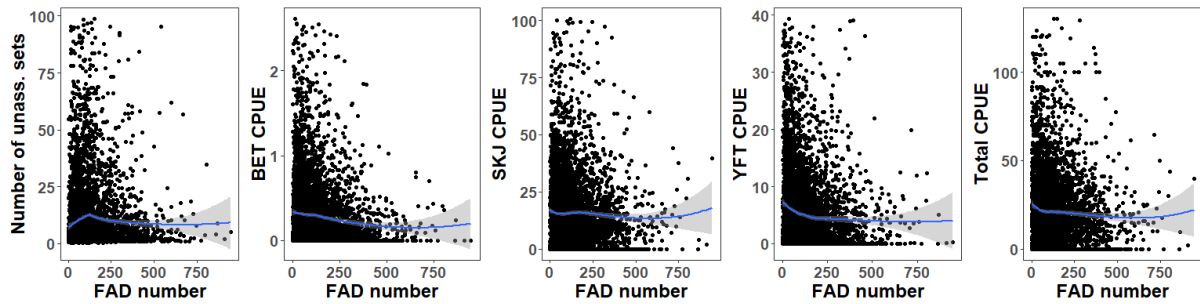 Number of unass. sets
100
75
50
25
0
0 250 500 750
FAD number
BET CPUE
2
1
0
0 250 500 750
FAD number
SKJ CPUE
100
75
50
25
0
0 250 500 750
FAD number
YFT CPUE
40
30
20
10
0
0 250 500 750
FAD number
Total CPUE
100
50
0
0 250 500 750
FAD number